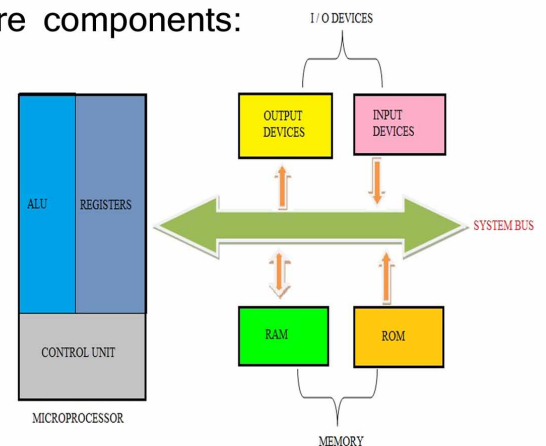 re components:
I / O DEVICES
OUTPUT
DEVICES
INPUT
DEVICES
ALU
REGISTERS
SYSTEM BUS
RAM
ROM
CONTROL UNIT
MICROPROCESSOR
MEMORY